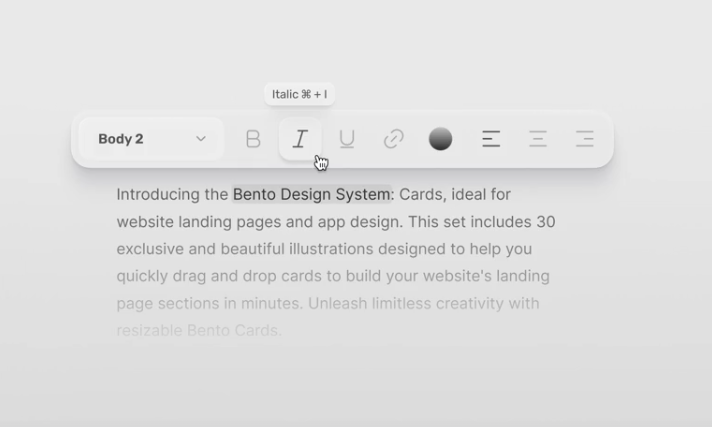 Italic ⌘ + I
Body 2
B I U
Introducing the Bento Design System: Cards, ideal for
website landing pages and app design. This set includes 30
exclusive and beautiful illustrations designed to help you
quickly drag and drop cards to build your website's landing
page sections in minutes. Unleash limitless creativity with
resizable Bento Cards.